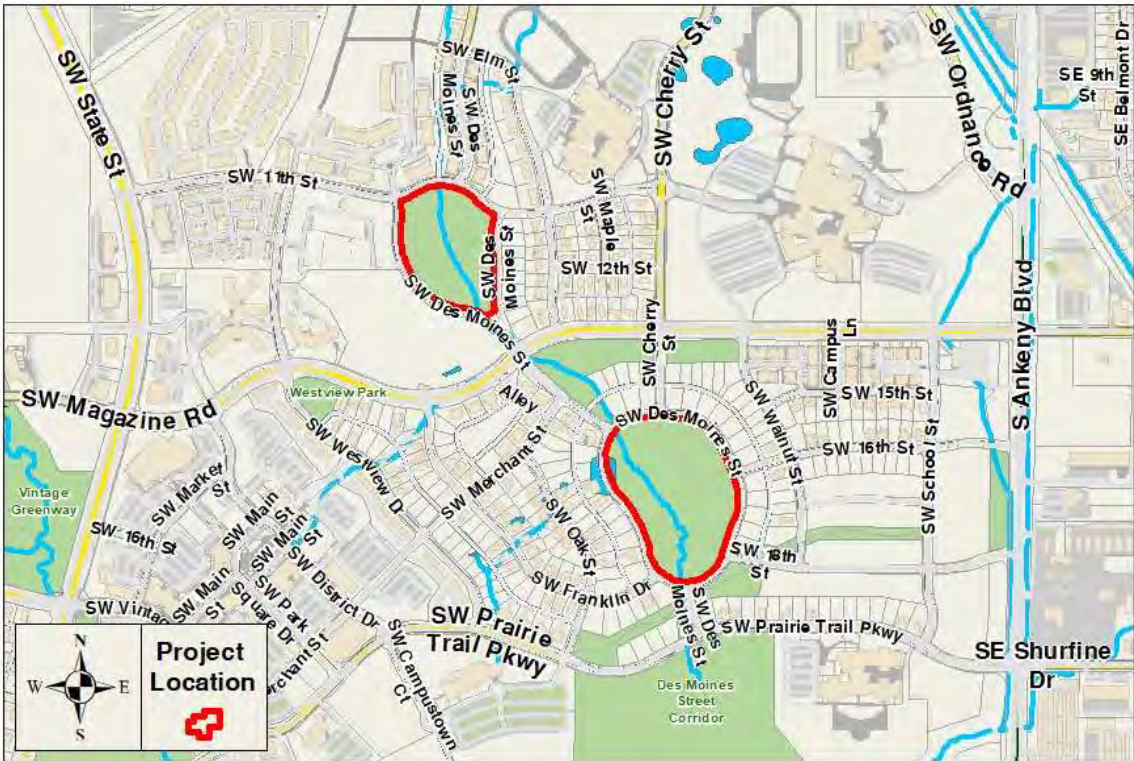 SW State St
SW Elm St
SW Des
Moines St
SW Des
SW Cherry St
SW Ordnance Rd
SE 9th
St
SE Belmont Dr
SW 11th St
SW Maple
St
SW 12th St
SW Des
Moines St
SW Des Moines St
SW Cherry
St
SW Campus
Ln
S Ankeny Blvd
Westview Park
SW Magazine Rd
Alley
SW Des Moines St
SW Walnut St
SW 15th St
SW 16th St
SW School St
SW Westview Dr
SW Merchant St
SW Oak St
SW Market
St
Vintage
Greenway
SW 16th St
SW Main
St
SW Main
St
SW Main
St
SW District Dr
SW Park
Square Dr
SW Franklin Dr
SW 18th
St
SW Des
Moines St
SW Prairie Trail Pkwy
SW Prairie
Trail Pkwy
SE Shurfine
Dr
SW Campustown
Ct
Des Moines
Street
Corridor
N
W E
S
Project
Location